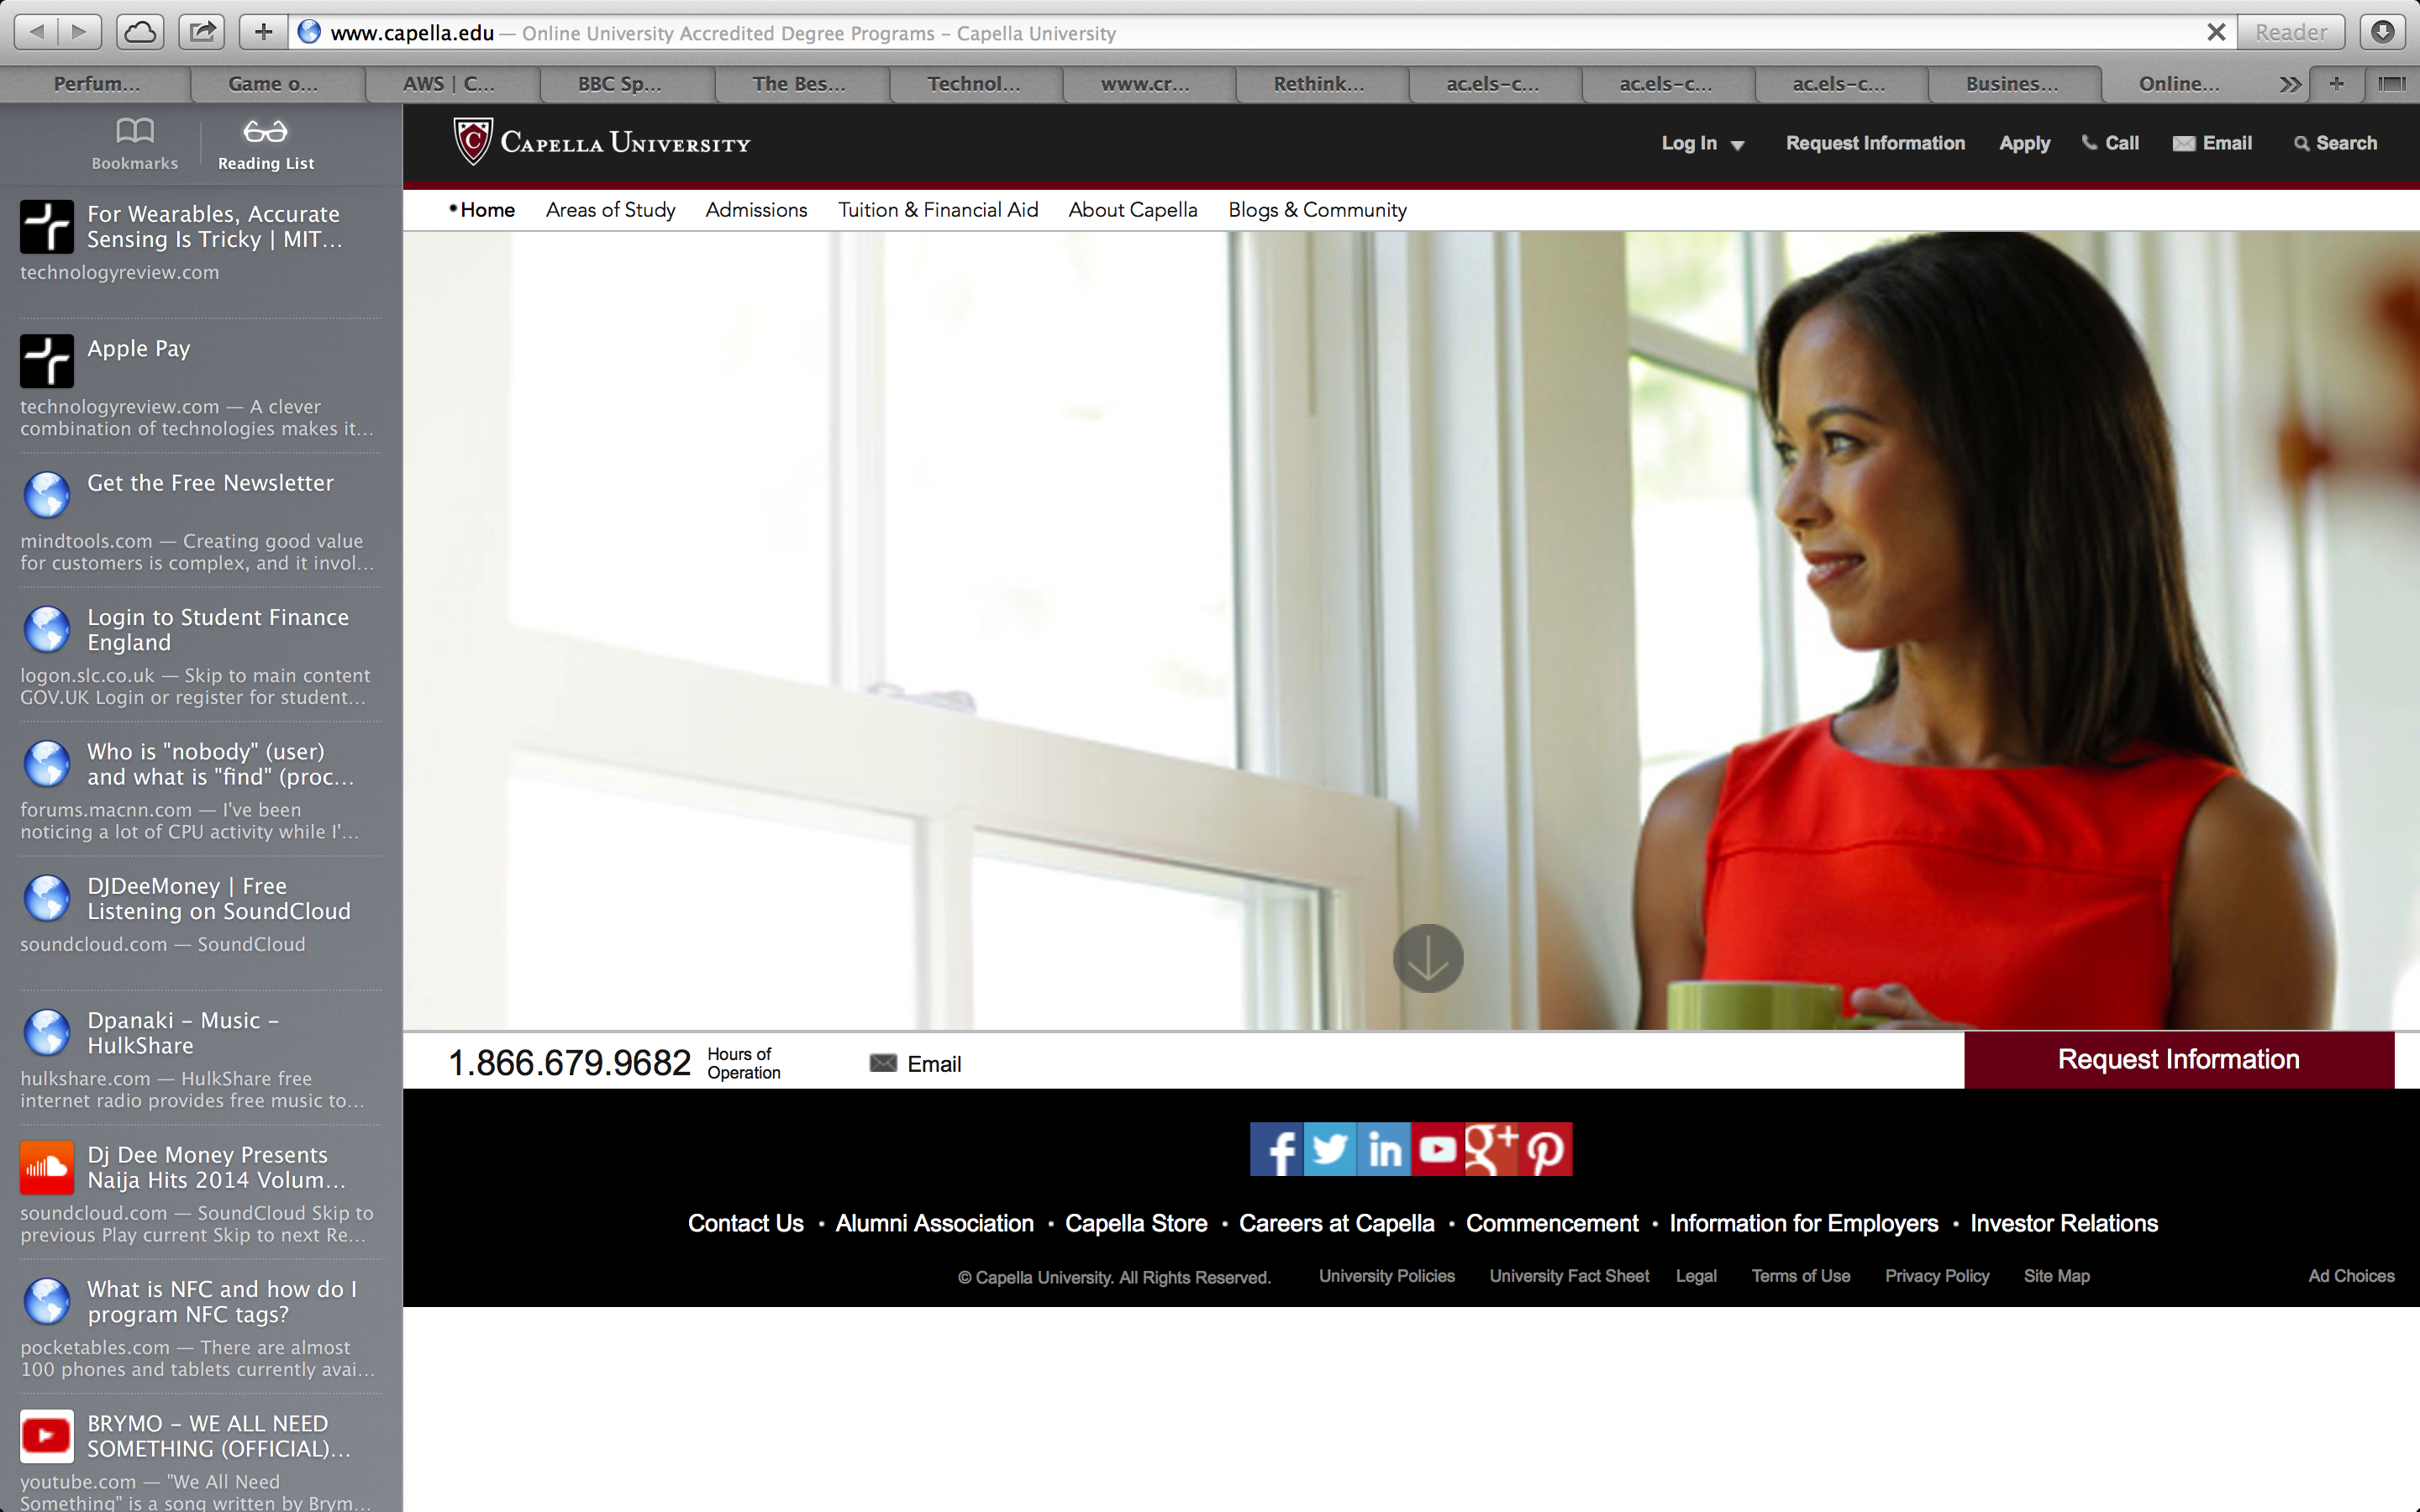 www.capella.edu — Online University Accredited Degree Programs – Capella University
Reader
Perfum...
Game o...
AWS | C...
BBC Sp...
The Bes...
Technol...
www.cr...
Rethink...
ac.els-c...
ac.els-c...
ac.els-c...
Busines...
Online...
Bookmarks
Reading List
For Wearables, Accurate
Sensing Is Tricky | MIT...
technologyreview.com
Apple Pay
technologyreview.com — A clever
combination of technologies makes it...
Get the Free Newsletter
mindtools.com — Creating good value
for customers is complex, and it invol...
Login to Student Finance
England
logon.slc.co.uk — Skip to main content
GOV.UK Login or register for student...
Who is "nobody" (user)
and what is "find" (proc...
forums.macnn.com — I've been
noticing a lot of CPU activity while I'...
DJDeeMoney | Free
Listening on SoundCloud
soundcloud.com — SoundCloud
Dpanaki – Music –
HulkShare
hulkshare.com — HulkShare free
internet radio provides free music to...
Dj Dee Money Presents
Naija Hits 2014 Volum...
soundcloud.com — SoundCloud Skip to
previous Play current Skip to next Re...
What is NFC and how do I
program NFC tags?
pocketables.com — There are almost
100 phones and tablets currently avai...
BRYMO – WE ALL NEED
SOMETHING (OFFICIAL)...
youtube.com — "We All Need
Something" is a song written by Brym...
C CAPELLA UNIVERSITY
Log In
Request Information
Apply
Call
Email
Search
Home
Areas of Study
Admissions
Tuition & Financial Aid
About Capella
Blogs & Community
1.866.679.9682
Hours of
Operation
Email
Request Information
f
in
g+
Contact Us · Alumni Association · Capella Store · Careers at Capella · Commencement · Information for Employers · Investor Relations
© Capella University. All Rights Reserved. University Policies University Fact Sheet Legal Terms of Use Privacy Policy Site Map Ad Choices